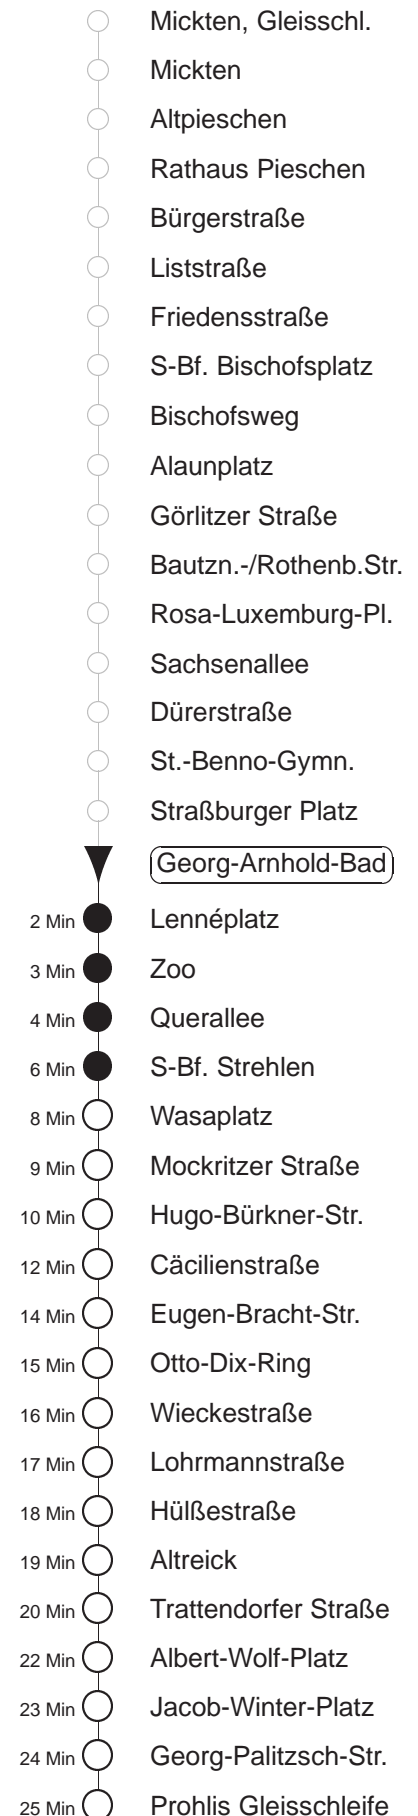 Mickten, Gleisschl.
Mickten
Altpieschen
Rathaus Pieschen
Bürgerstraße
Liststraße
Friedensstraße
S-Bf. Bischofsplatz
Bischofsweg
Alaunplatz
Görlitzer Straße
Bautzn.-/Rothenb.Str.
Rosa-Luxemburg-Pl.
Sachsenallee
Dürerstraße
St.-Benno-Gymn.
Straßburger Platz
Georg-Arnhold-Bad
2 Min Lennéplatz
3 Min Zoo
4 Min Querallee
6 Min S-Bf. Strehlen
8 Min Wasaplatz
9 Min Mockritzer Straße
10 Min Hugo-Bürkner-Str.
12 Min Cäcilienstraße
14 Min Eugen-Bracht-Str.
15 Min Otto-Dix-Ring
16 Min Wieckestraße
17 Min Lohrmannstraße
18 Min Hülßestraße
19 Min Altreick
20 Min Trattendorfer Straße
22 Min Albert-Wolf-Platz
23 Min Jacob-Winter-Platz
24 Min Georg-Palitzsch-Str.
25 Min Prohlis Gleisschleife